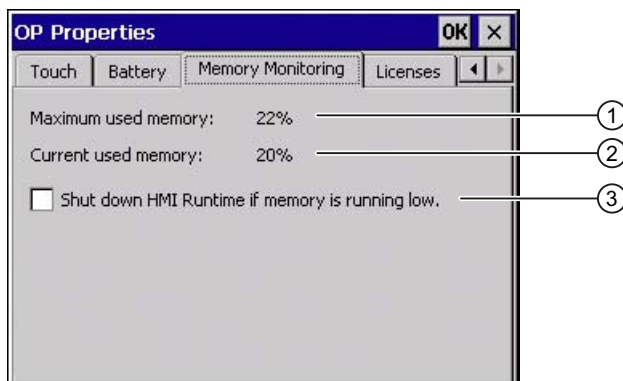 OP Properties OK ×
Touch Battery Memory Monitoring Licenses
Maximum used memory: 22% 1
Current used memory: 20% 2
Shut down HMI Runtime if memory is running low. 3